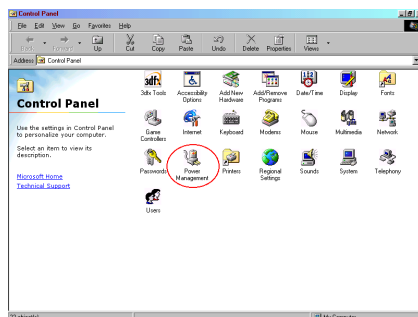 Control Panel
File Edit View Go Favorites Help
Back Forward Up Cut Copy Paste Undo Delete Properties Views
Address Control Panel
Control Panel
Use the settings in Control Panel
to personalize your computer.
Select an item to view its
description.
Microsoft Home
Technical Support
3dfx Tools Accessibility Options Add New Hardware Add/Remove Programs Date/Time Display Fonts
Game Controllers Internet Keyboard Modems Mouse Multimedia Network
Passwords Power Management Printers Regional Settings Sounds System Telephony
Users
22 object(s) My Computer